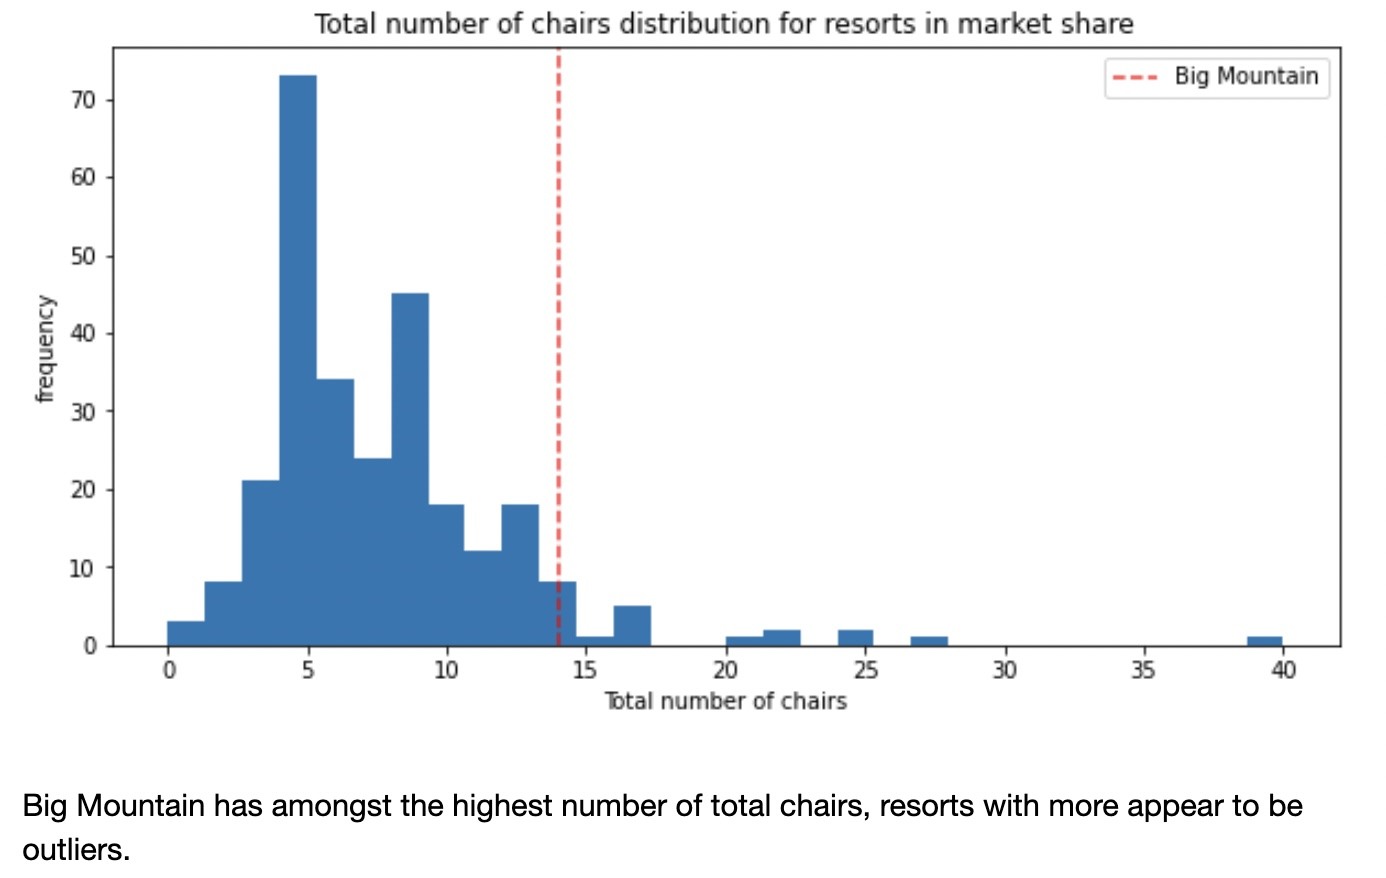 Total number of chairs distribution for resorts in market share
Big Mountain
70
60
50
40
30
20
10
0
frequency
0 5 10 15 20 25 30 35 40
Total number of chairs
Big Mountain has amongst the highest number of total chairs, resorts with more appear to be
outliers.